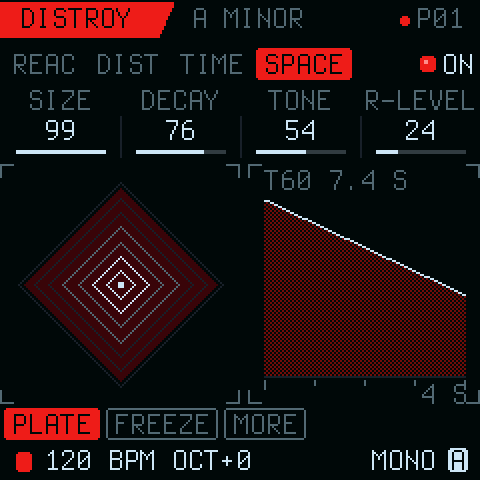 DISTROY A MINOR P01
REAC DIST TIME SPACE ON
SIZE DECAY TONE R-LEVEL
99 76 54 24
T60 7.4 S
4 S
PLATE FREEZE MORE
120 BPM OCT+0 MONO A